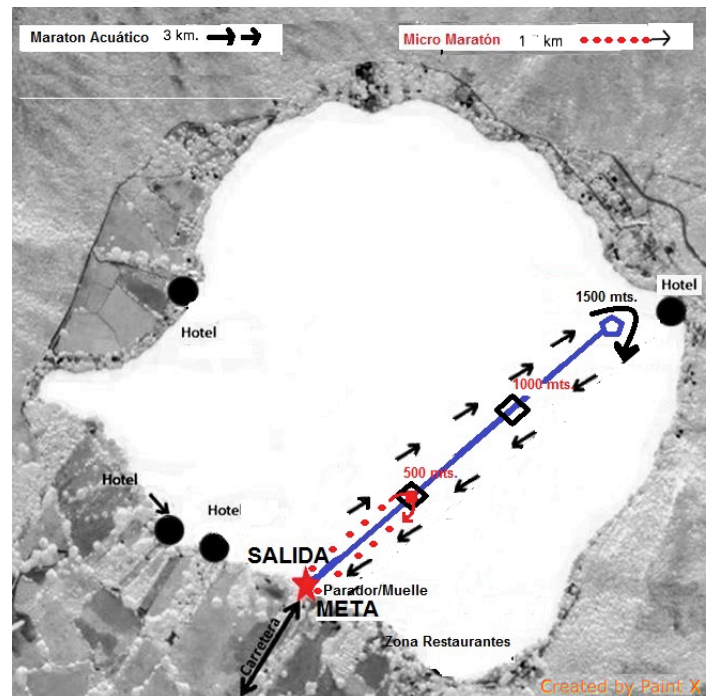 Maraton Acuático 3 km.
Micro Maratón 1 km
Hotel
1500 mts.
Hotel
1000 mts.
500 mts.
Hotel
Hotel
SALIDA
Parador/Muelle
META
Carretera
Zona Restaurantes
Created by Paint X